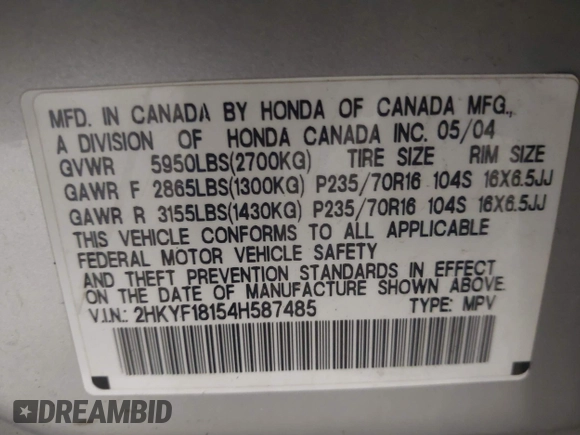 MFD. IN CANADA BY HONDA OF CANADA MFG.,
A DIVISION OF HONDA CANADA INC. 05/04
GVWR 5950LBS(2700KG) TIRE SIZE RIM SIZE
GAWR F 2865LBS(1300KG) P235/70R16 104S 16X6.5JJ
GAWR R 3155LBS(1430KG) P235/70R16 104S 16X6.5JJ
THIS VEHICLE CONFORMS TO ALL APPLICABLE
FEDERAL MOTOR VEHICLE SAFETY
AND THEFT PREVENTION STANDARDS IN EFFECT
ON THE DATE OF MANUFACTURE SHOWN ABOVE.
V.I.N.: 2HKYF18154H587485 TYPE: MPV
DREAMBID